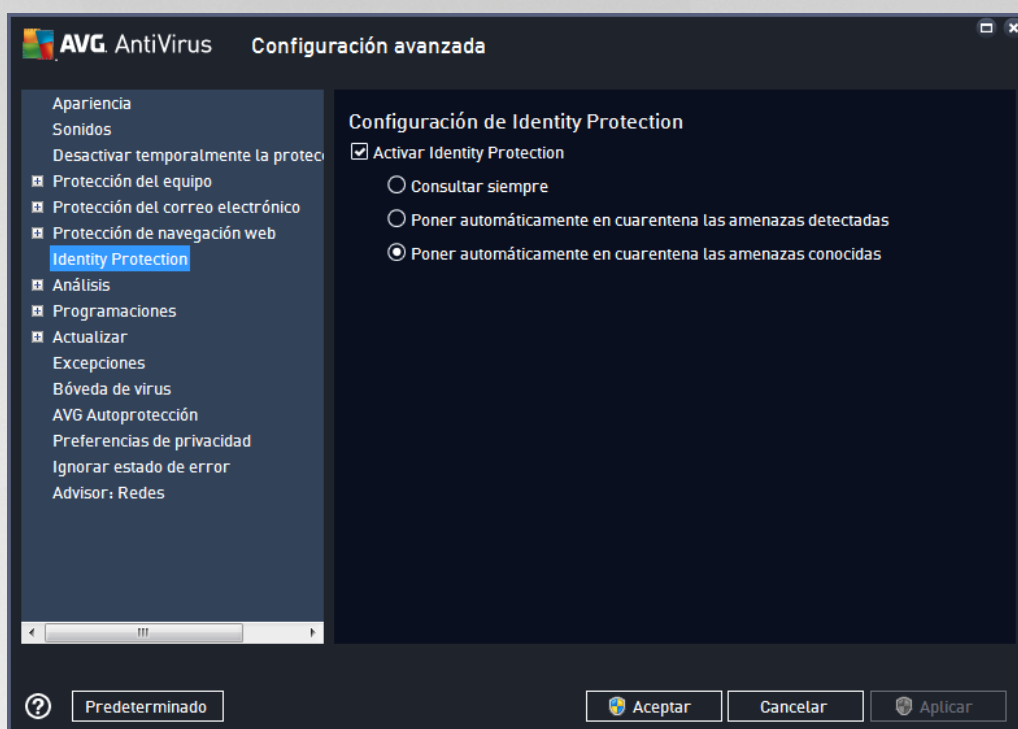 AVG. AntiVirus Configuración avanzada
Apariencia
Sonidos
Desactivar temporalmente la protec
Protección del equipo
Protección del correo electrónico
Protección de navegación web
Identity Protection
Análisis
Programaciones
Actualizar
Excepciones
Bóveda de virus
AVG Autoprotección
Preferencias de privacidad
Ignorar estado de error
Advisor: Redes
Configuración de Identity Protection
Activar Identity Protection
Consultar siempre
Poner automáticamente en cuarentena las amenazas detectadas
Poner automáticamente en cuarentena las amenazas conocidas
Predeterminado
Aceptar
Cancelar
Aplicar